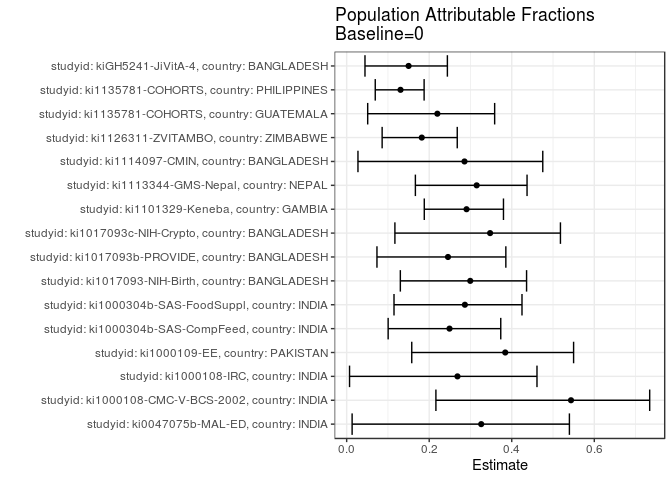 Population Attributable Fractions
Baseline=0
studyid: kiGH5241-JiVitA-4, country: BANGLADESH
studyid: ki1135781-COHORTS, country: PHILIPPINES
studyid: ki1135781-COHORTS, country: GUATEMALA
studyid: ki1126311-ZVITAMBO, country: ZIMBABWE
studyid: ki1114097-CMIN, country: BANGLADESH
studyid: ki1113344-GMS-Nepal, country: NEPAL
studyid: ki1101329-Keneba, country: GAMBIA
studyid: ki1017093c-NIH-Crypto, country: BANGLADESH
studyid: ki1017093b-PROVIDE, country: BANGLADESH
studyid: ki1017093-NIH-Birth, country: BANGLADESH
studyid: ki1000304b-SAS-FoodSuppl, country: INDIA
studyid: ki1000304b-SAS-CompFeed, country: INDIA
studyid: ki1000109-EE, country: PAKISTAN
studyid: ki1000108-IRC, country: INDIA
studyid: ki1000108-CMC-V-BCS-2002, country: INDIA
studyid: ki0047075b-MAL-ED, country: INDIA
0.0 0.2 0.4 0.6
Estimate